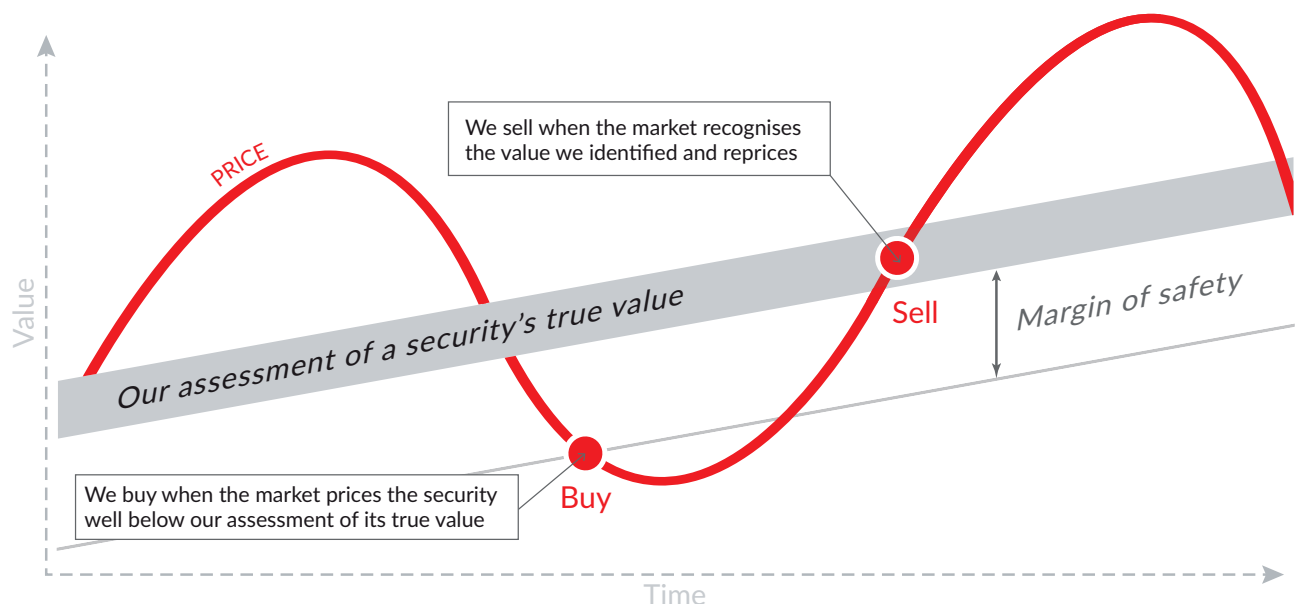 PRICE
We sell when the market recognises
the value we identified and reprices
Value
Our assessment of a security’s true value
Sell
Margin of safety
We buy when the market prices the security
well below our assessment of its true value
Buy
Time